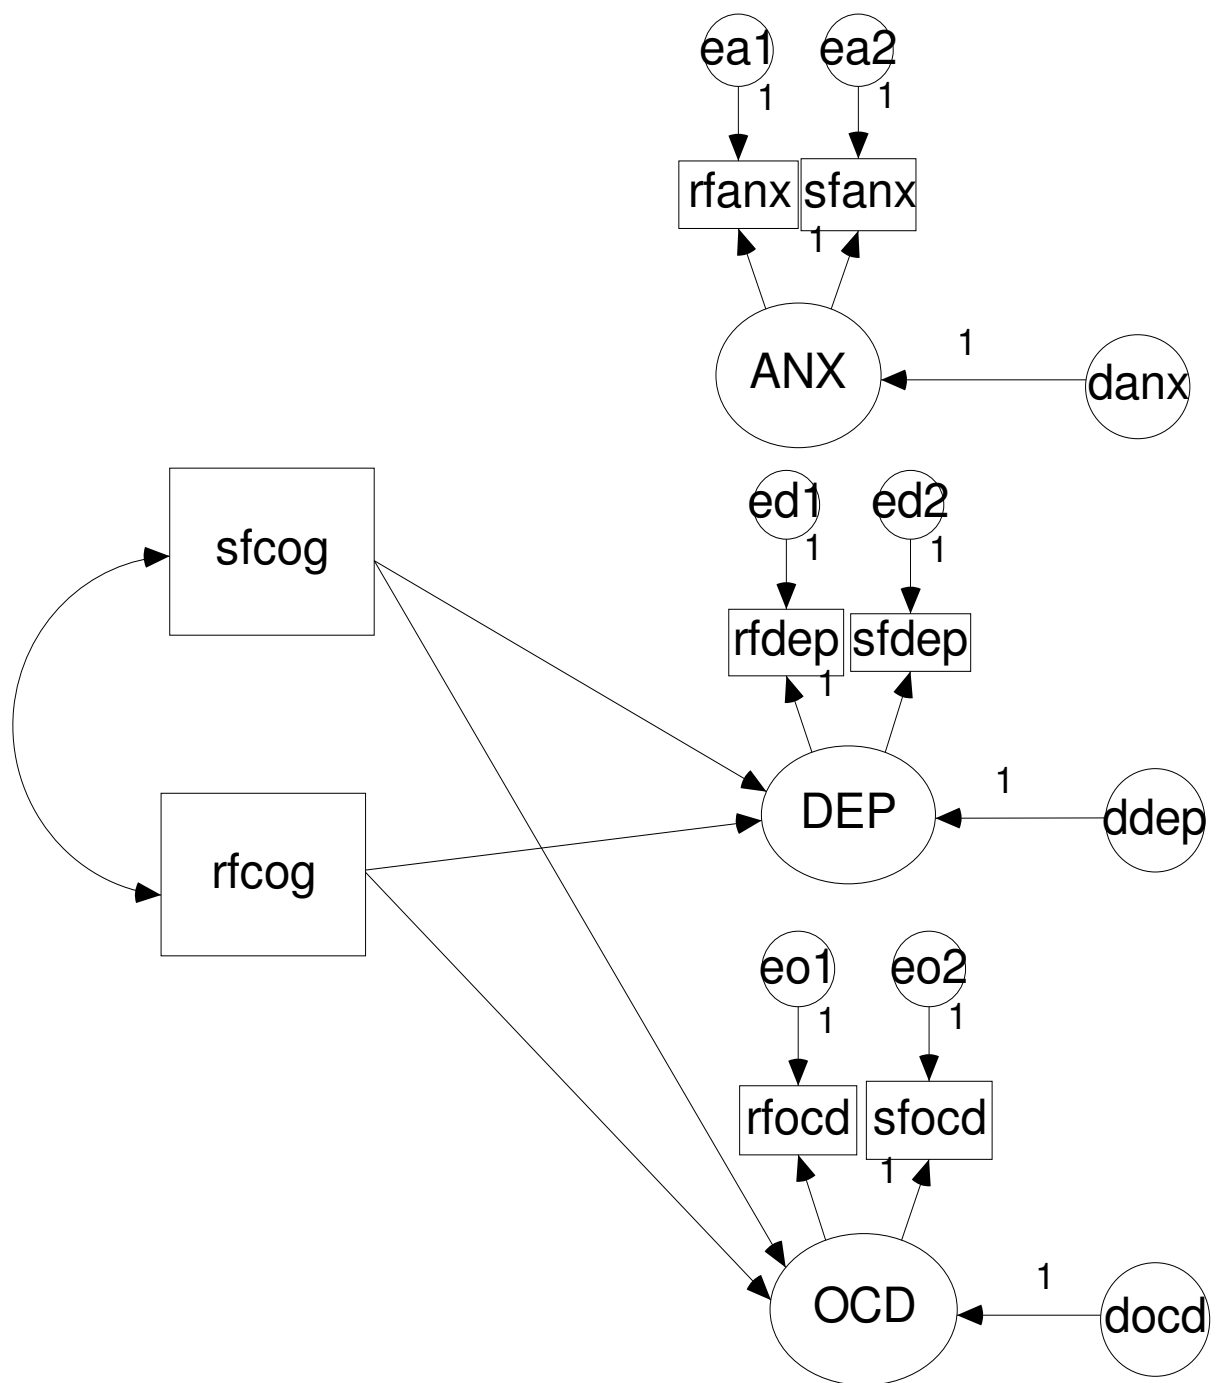 ea1 ea2
1 1
rfanx sfanx
1
1
ANX
danx
ed1 ed2
sfcog
1 1
rfdep sfdep
1
1
DEP
ddep
rfcog
eo1 eo2
1 1
rfocd sfocd
1
1
OCD
docd